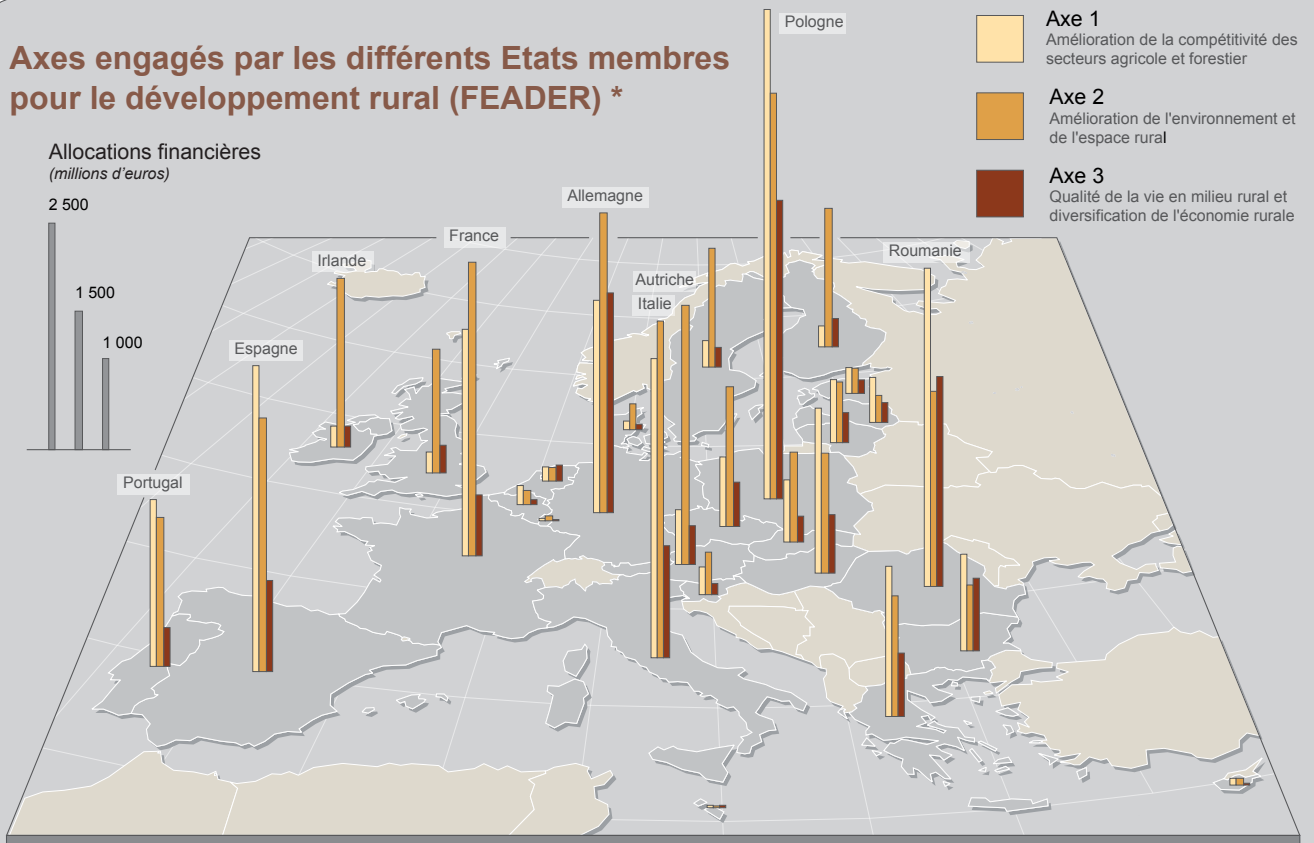 Axes engagés par les différents Etats membres
pour le développement rural (FEADER) *
Allocations financières
(millions d'euros)
2 500
1 500
1 000
Axe 1
Amélioration de la compétitivité des
secteurs agricole et forestier
Axe 2
Amélioration de l'environnement et
de l'espace rural
Axe 3
Qualité de la vie en milieu rural et
diversification de l'économie rurale
Pologne
Allemagne
France
Irlande
Autriche
Italie
Roumanie
Espagne
Portugal